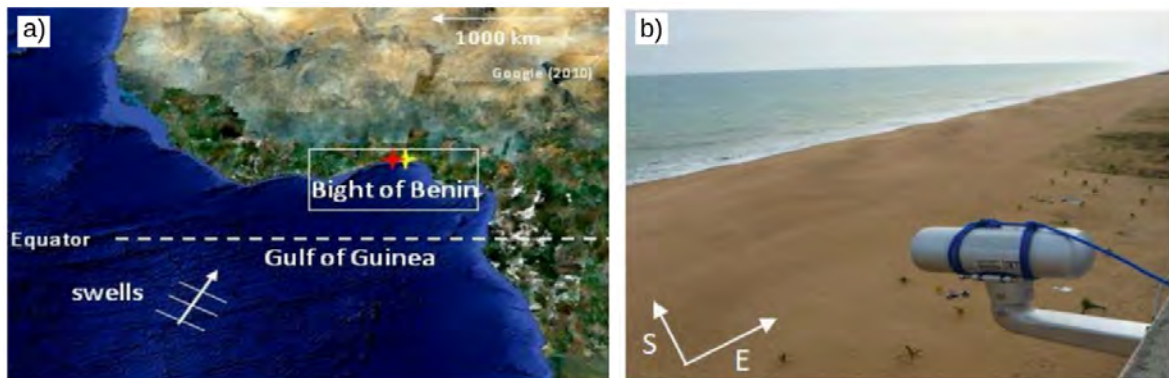 a)
1000 km
Google (2010)
Bight of Benin
Equator
Gulf of Guinea
swells
b)
S
E